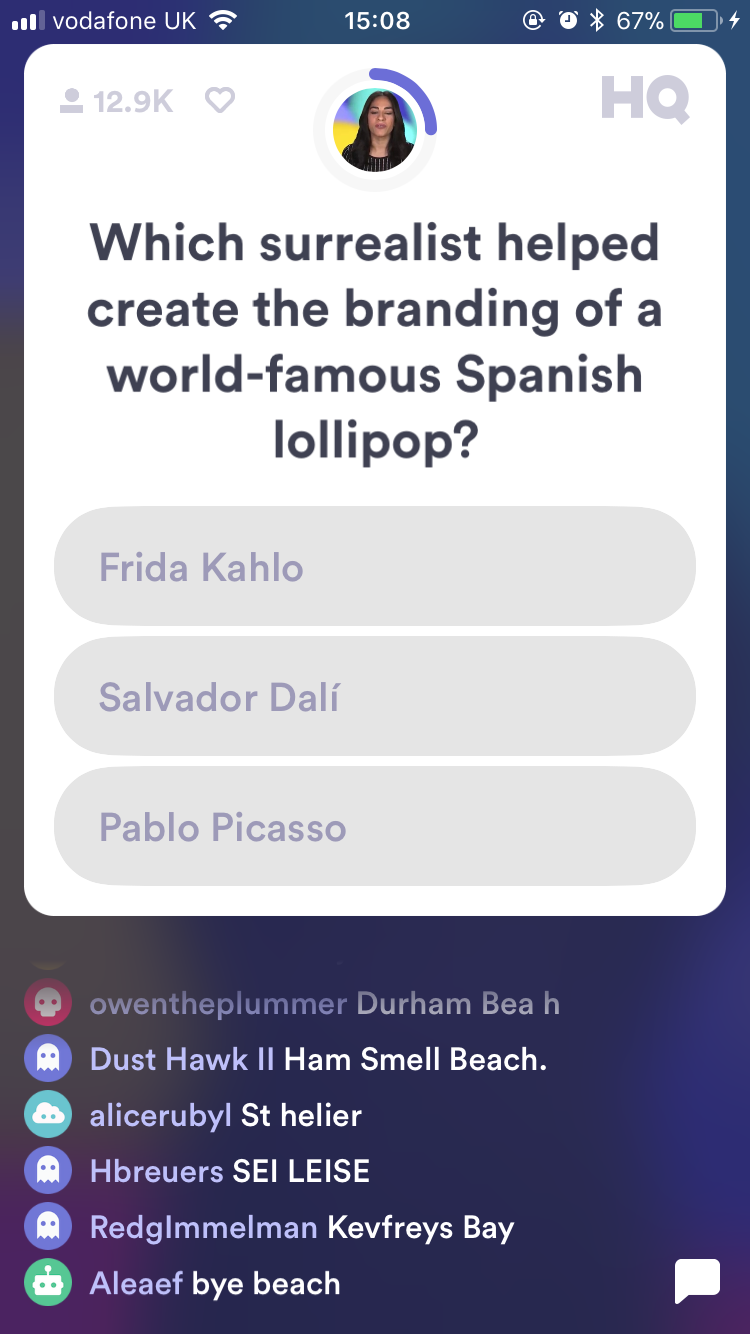 vodafone UK 15:08 67%
12.9K HQ
Which surrealist helped
create the branding of a
world-famous Spanish
lollipop?
Frida Kahlo
Salvador Dalí
Pablo Picasso
owentheplummer Durham Bea h
Dust Hawk II Ham Smell Beach.
alicerubyl St helier
Hbreuers SEI LEISE
RedgImmelman Kevfreys Bay
Aleaef bye beach